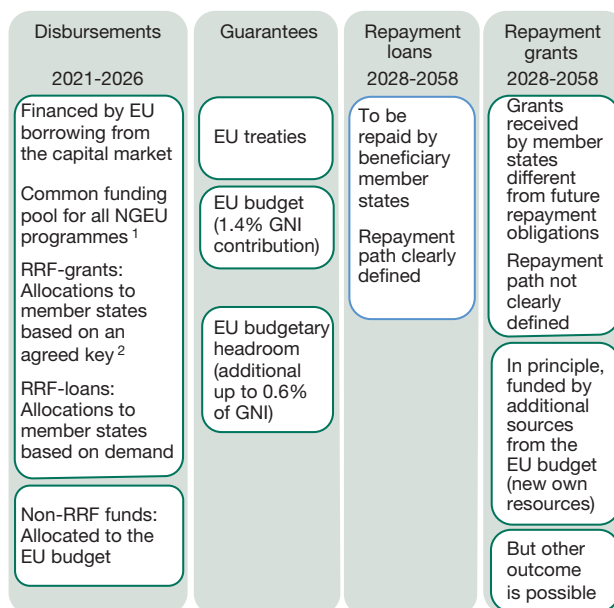 Disbursements
2021-2026
Financed by EU
borrowing from
the capital market
Common funding
pool for all NGEU
programmes 1
RRF-grants:
Allocations to
member states
based on an
agreed key 2
RRF-loans:
Allocations to
member states
based on demand
Non-RRF funds:
Allocated to the
EU budget
Guarantees
EU treaties
EU budget
(1.4% GNI
contribution)
EU budgetary
headroom
(additional
up to 0.6%
of GNI)
Repayment
loans
2028-2058
To be
repaid by
beneficiary
member
states
Repayment
path clearly
defined
Repayment
grants
2028-2058
Grants
received
by member
states
different
from future
repayment
obligations
Repayment
path not
clearly
defined
In principle,
funded by
additional
sources
from the
EU budget
(new own
resources)
But other
outcome
is possible